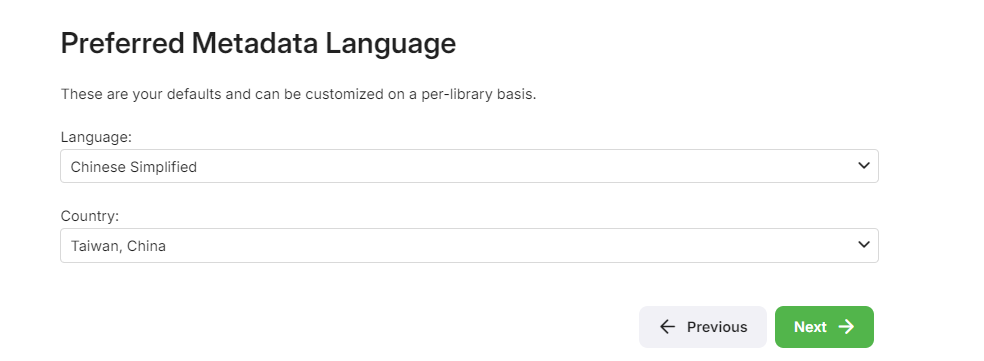 Preferred Metadata Language
These are your defaults and can be customized on a per-library basis.
Language:
Chinese Simplified
Country:
Taiwan, China
Previous
Next